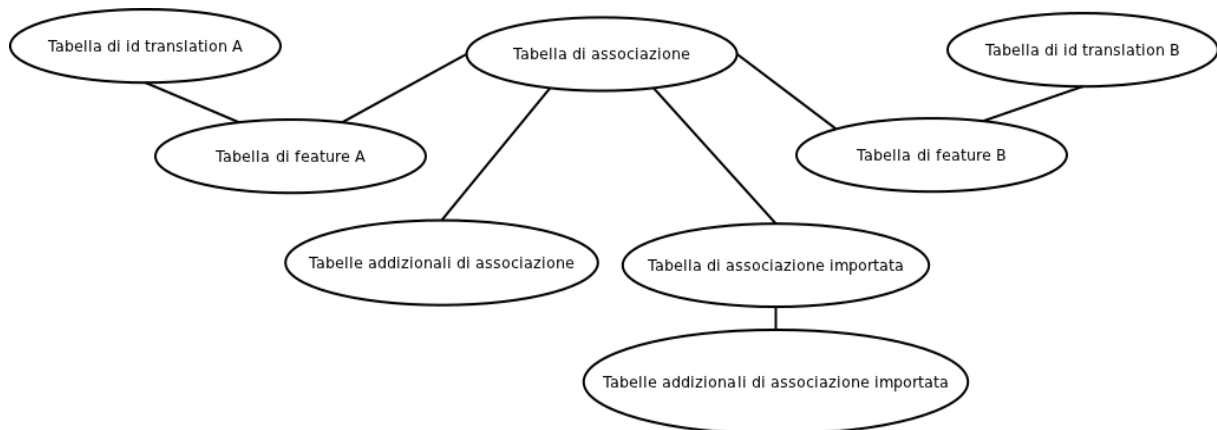 Tabella di id translation A
Tabella di associazione
Tabella di id translation B
Tabella di feature A
Tabella di feature B
Tabelle addizionali di associazione
Tabella di associazione importata
Tabelle addizionali di associazione importata